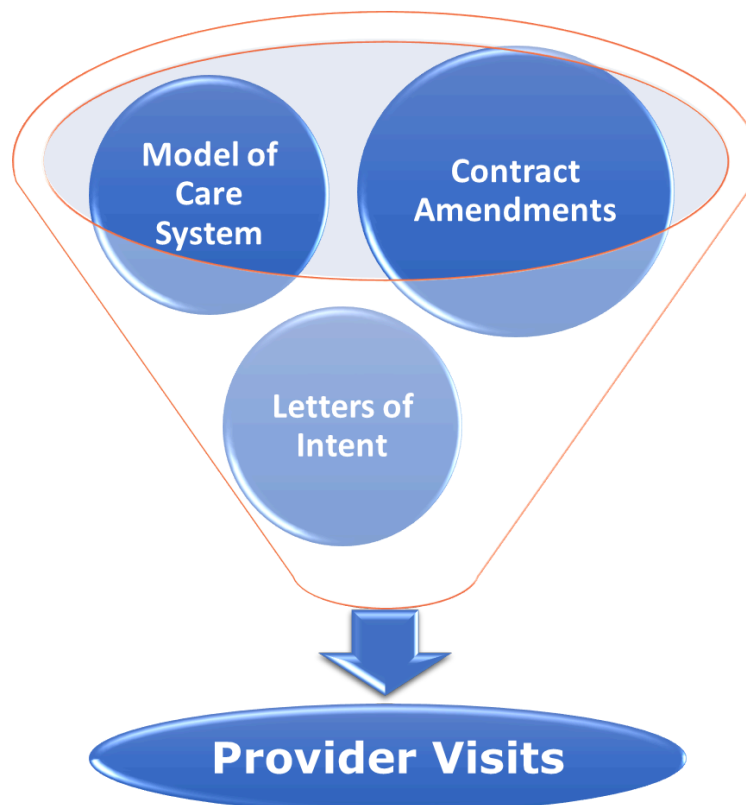 Model of
Care
System
Contract
Amendments
Letters of
Intent
Provider Visits